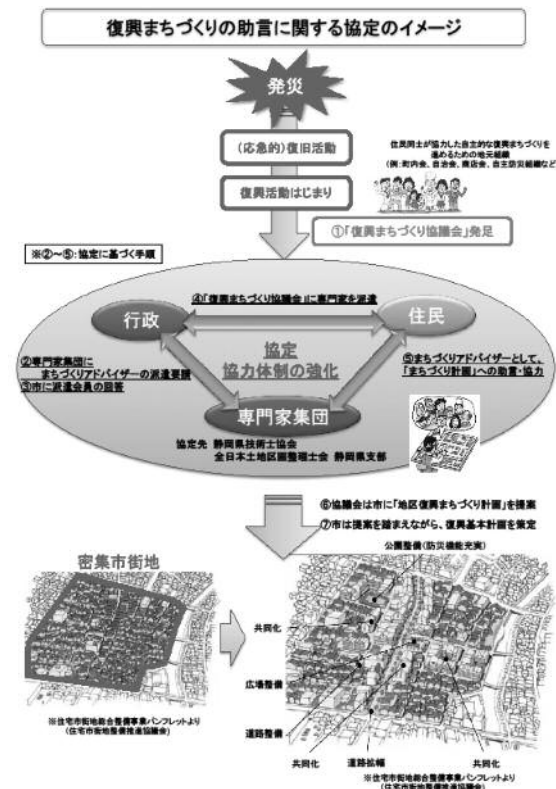 復興まちづくりの助言に関する協定のイメージ
発災
(応急的)復旧活動
復興活動はじまり
住民同士が協力した自主的な復興まちづくりを
進めるための地元組織
(例:町内会、自治会、商店会、自主防災組織など
①「復興まちづくり協議会」発足
※②~⑤:協定に基づく手順
④「復興まちづくり協議会」に専門家を派遣
行政
住民
協定
協力体制の強化
②専門家集団に
まちづくりアドバイザーの派遣要請
③市に派遣会員の回答
⑤まちづくりアドバイザーとして、
「まちづくり計画」への助言・協力
専門家集団
協定先 静岡県技術士協会
全日本土地区画整理士会 静岡県支部
⑥協議会は市に「地区復興まちづくり計画」を提案
⑦市は提案を踏まえながら、復興基本計画を策定
密集市街地
公園整備(防災機能充実)
共同化
広場整備
道路整備
共同化
道路拡幅
共同化
※住宅市街地総合整備事業パンフレットより
(住宅市街地整備推進協議会)
※住宅市街地総合整備事業パンフレットより
(住宅市街地整備推進協議会)